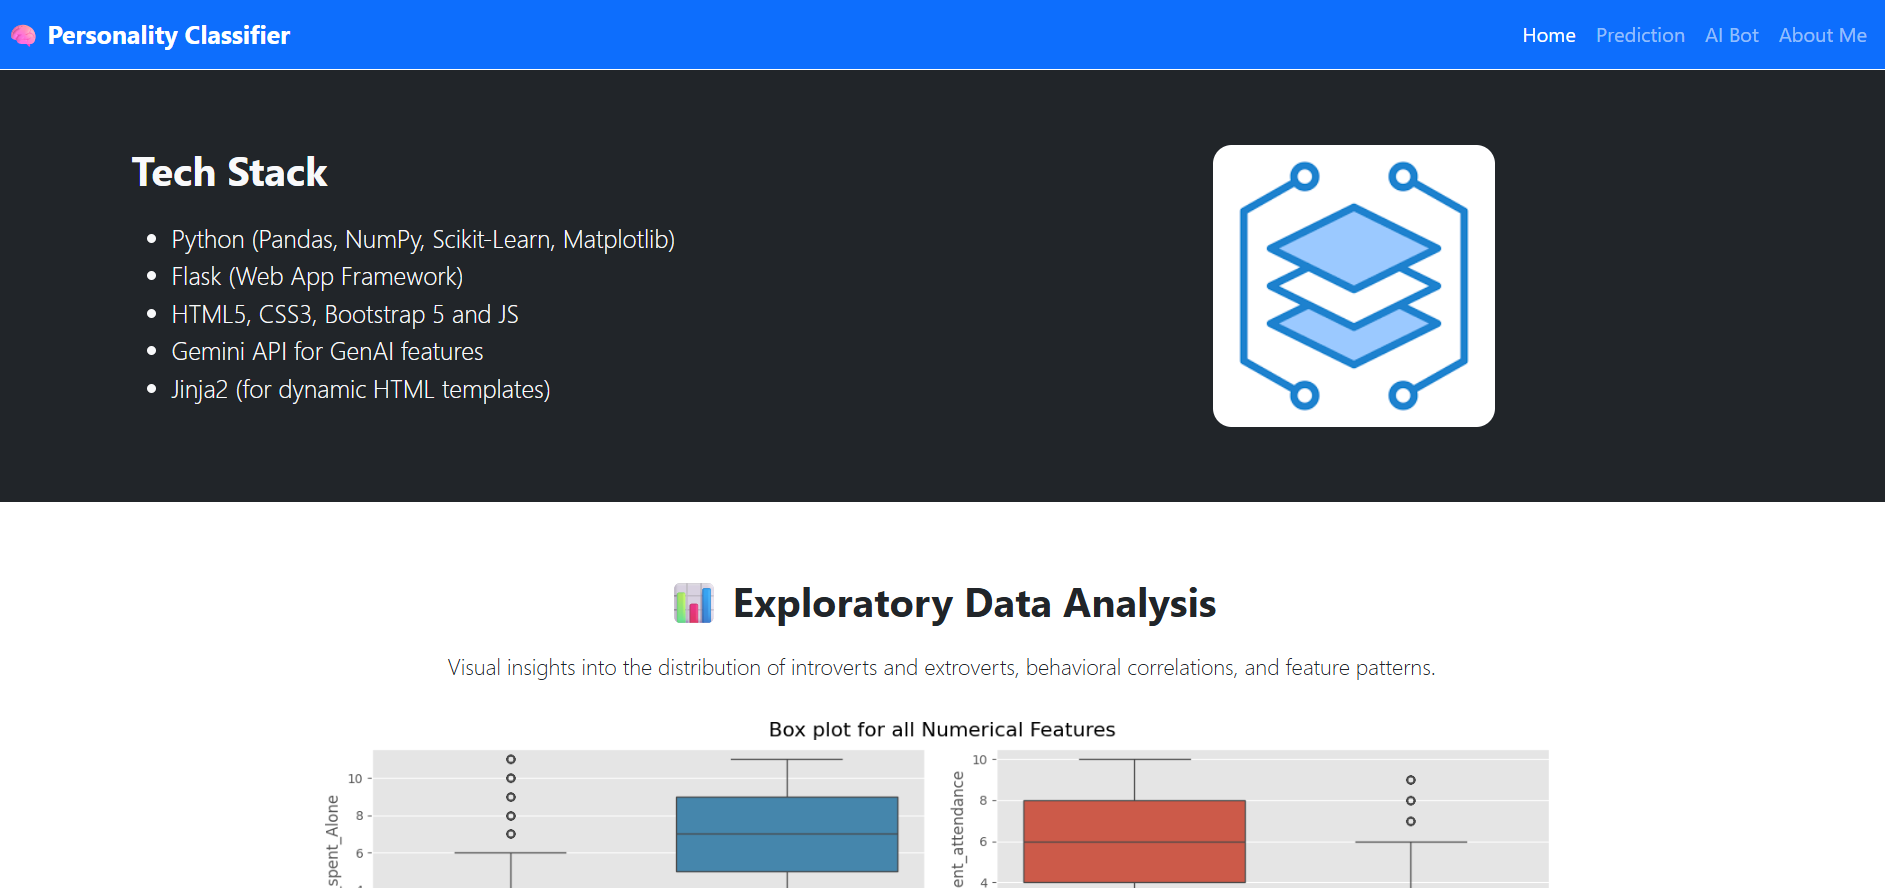 Personality Classifier
Home Prediction AI Bot About Me
Tech Stack
Python (Pandas, NumPy, Scikit-Learn, Matplotlib)
Flask (Web App Framework)
HTML5, CSS3, Bootstrap 5 and JS
Gemini API for GenAI features
Jinja2 (for dynamic HTML templates)
Exploratory Data Analysis
Visual insights into the distribution of introverts and extroverts, behavioral correlations, and feature patterns.
Box plot for all Numerical Features
10
8
6
spent_Alone
10
8
6
4
ent_attendance